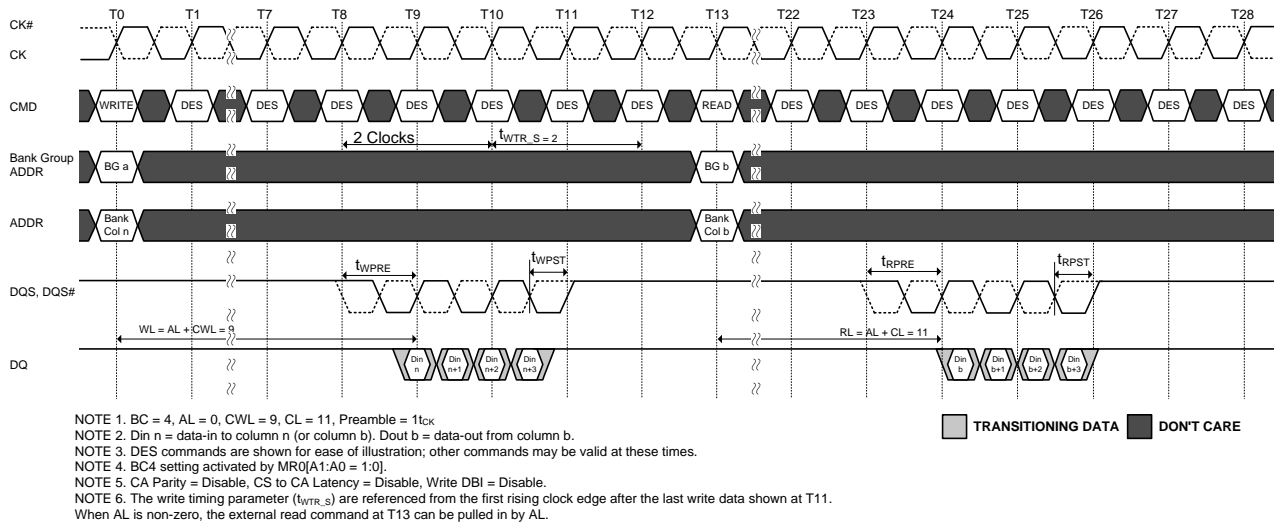 T0 T1 T7 T8 T9 T10 T11 T12 T13 T22 T23 T24 T25 T26 T27 T28
CK#
CK
CMD WRITE DES DES DES DES DES DES DES READ DES DES DES DES DES DES DES
2 Clocks tWTR_S = 2
Bank Group
ADDR
BG a BG b
ADDR
Bank
Col n
Bank
Col b
tWPRE tWPST tRPRE tRPST
DQS, DQS#
WL = AL + CWL = 9 RL = AL + CL = 11
DQ
Din
n
Din
n+1
Din
n+2
Din
n+3
Din
b
Din
b+1
Din
b+2
Din
b+3
NOTE 1. BC = 4, AL = 0, CWL = 9, CL = 11, Preamble = 1tCK
NOTE 2. Din n = data-in to column n (or column b). Dout b = data-out from column b.
NOTE 3. DES commands are shown for ease of illustration; other commands may be valid at these times.
NOTE 4. BC4 setting activated by MR0[A1:A0 = 1:0].
NOTE 5. CA Parity = Disable, CS to CA Latency = Disable, Write DBI = Disable.
NOTE 6. The write timing parameter (tWTR_S) are referenced from the first rising clock edge after the last write data shown at T11.
When AL is non-zero, the external read command at T13 can be pulled in by AL.
TRANSITIONING DATA DON'T CARE